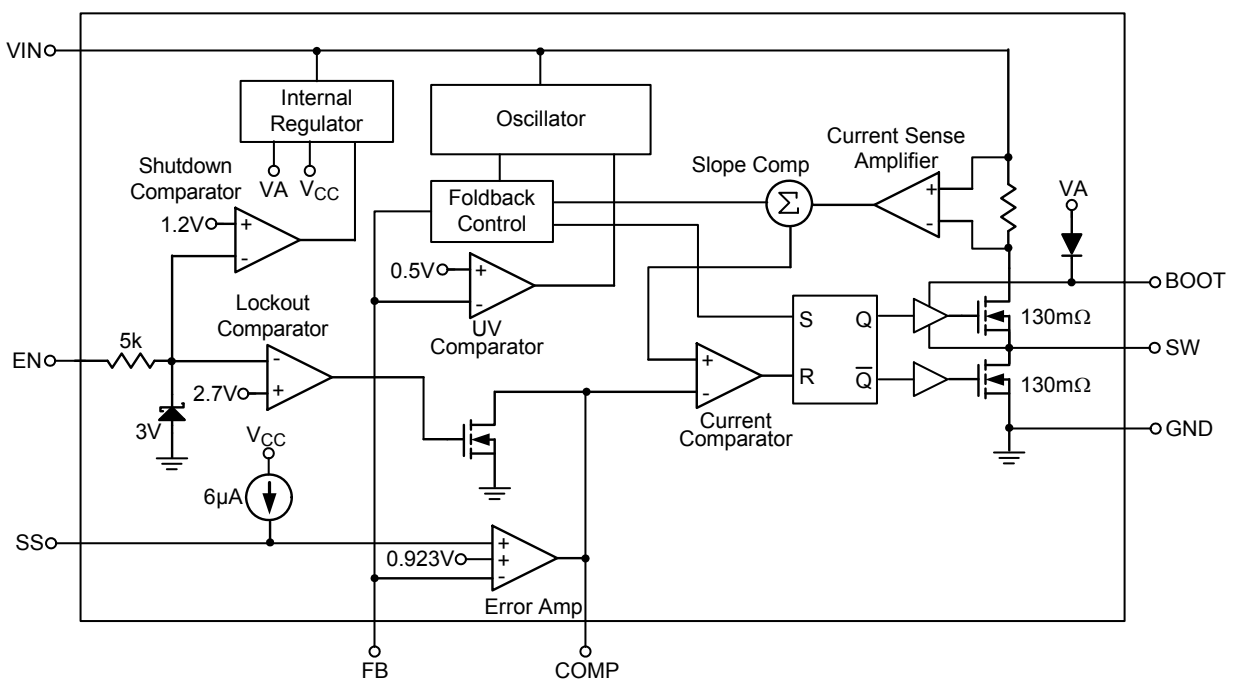 VIN
Internal
Regulator
Oscillator
Shutdown
Comparator
VA
VCC
1.2V
+
-
Foldback
Control
Slope Comp
Σ
Current Sense
Amplifier
+
-
VA
BOOT
0.5V
+
-
UV
Comparator
Lockout
Comparator
EN
5k
-
+
2.7V
3V
S
Q
R
Q̅
+
-
Current
Comparator
130mΩ
SW
130mΩ
GND
VCC
6µA
SS
0.923V
+
+
-
Error Amp
FB
COMP